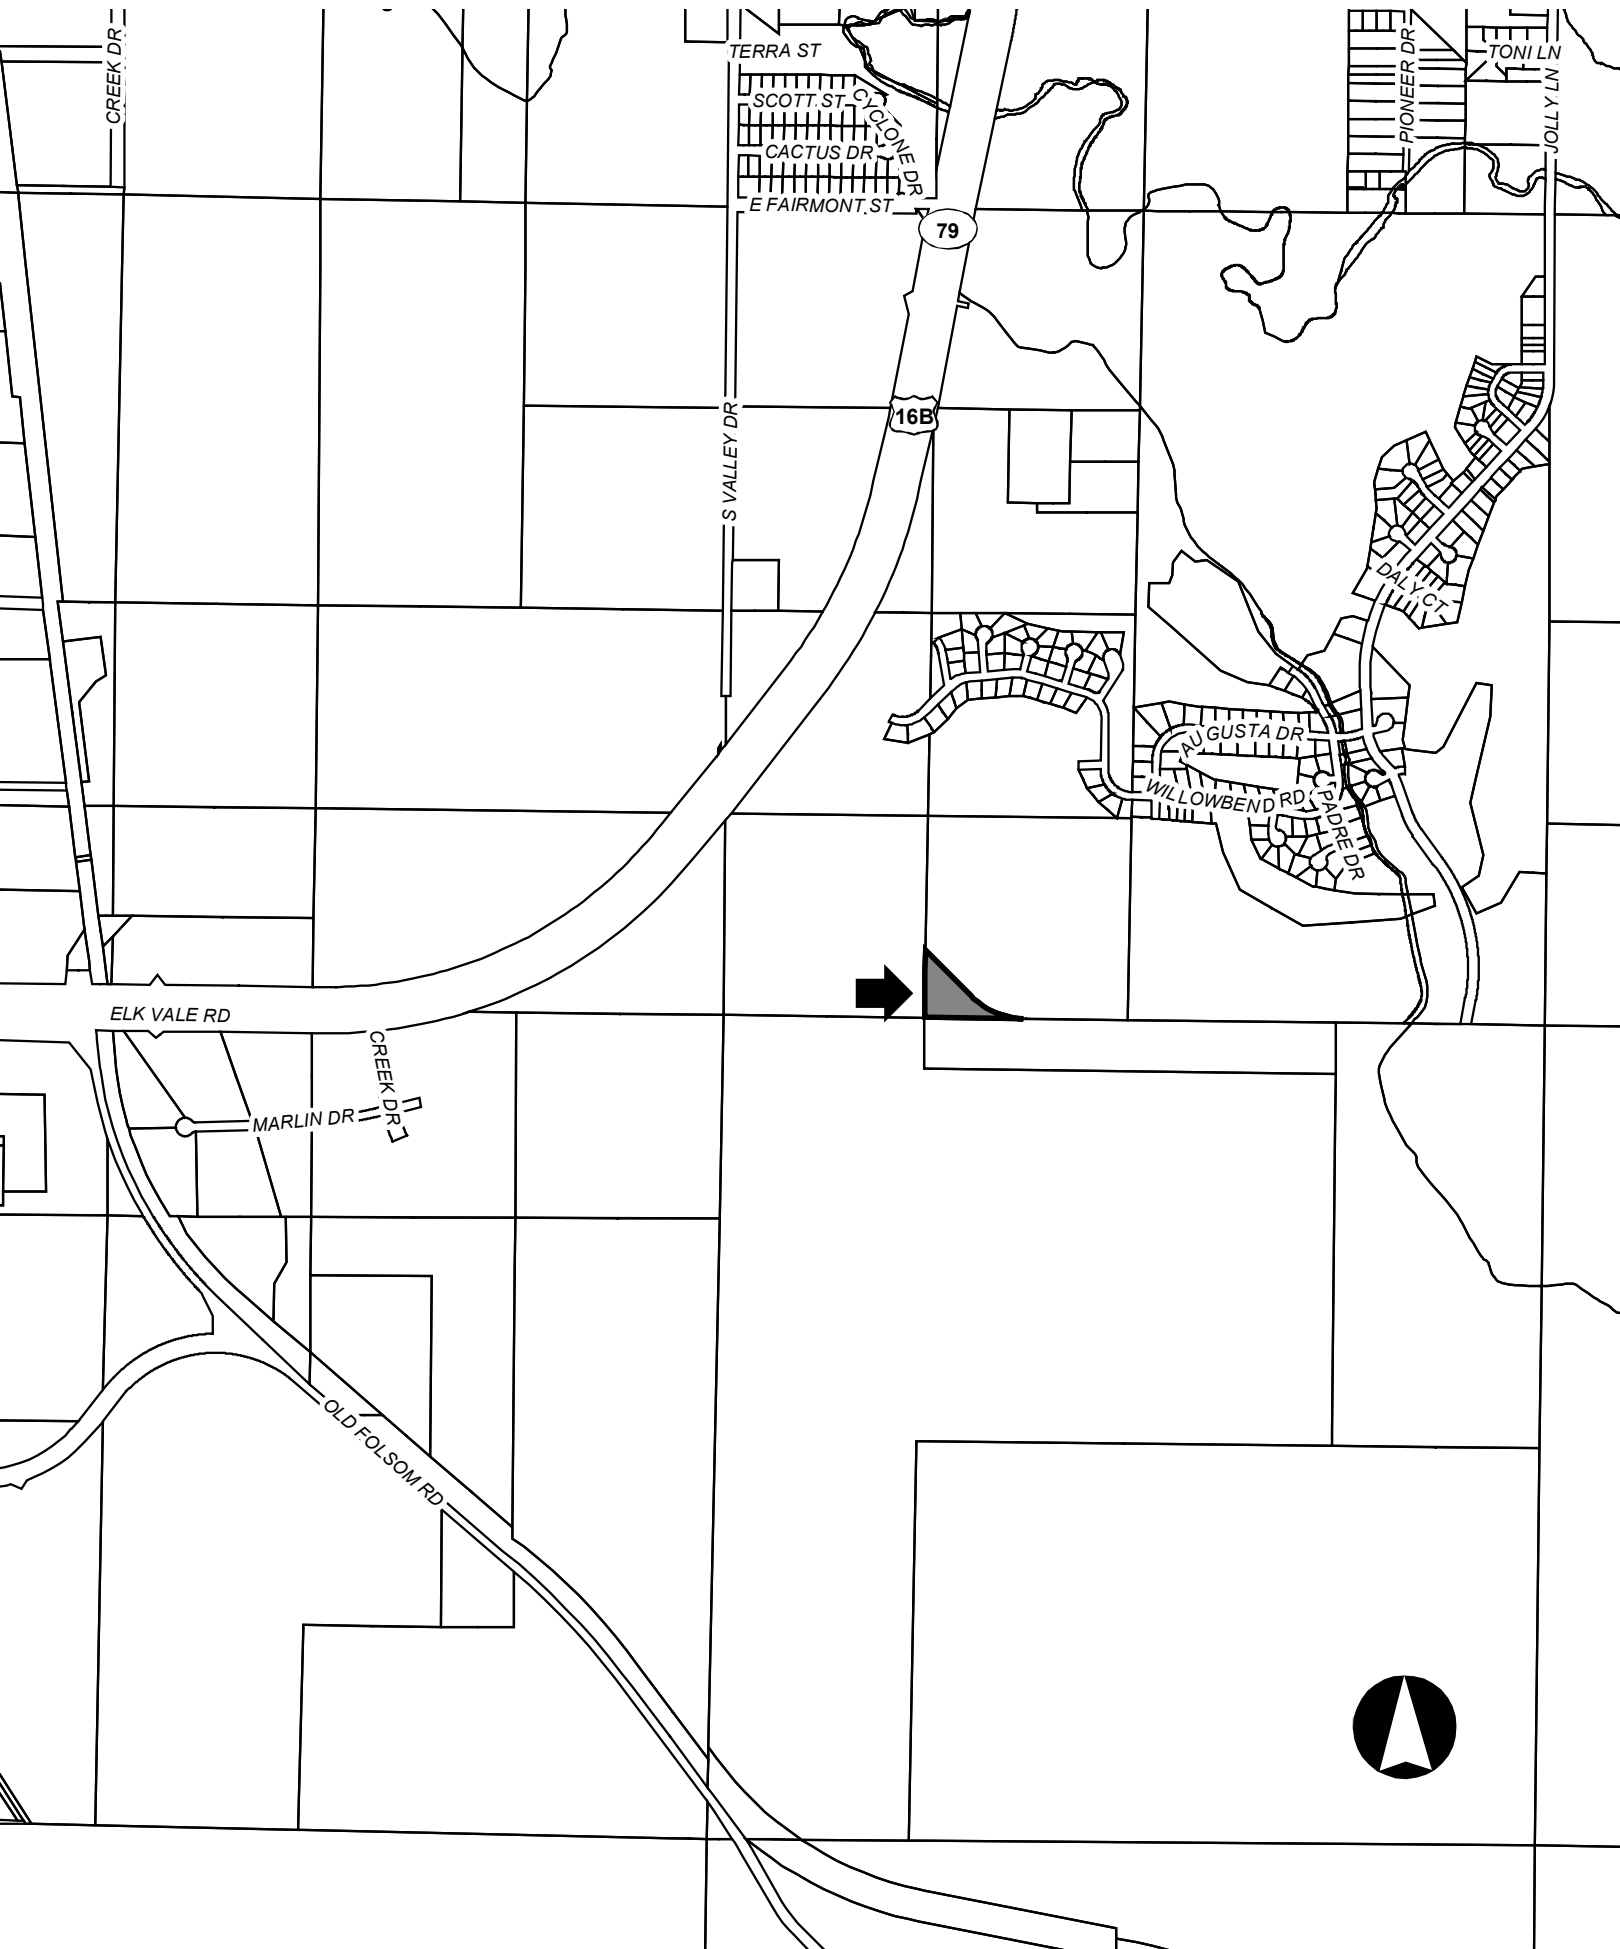 CREEK DR
TERRA ST
PIONEER DR
TONI LN
JOLLY LN
SCOTT ST
CYCLONE DR
CACTUS DR
E FAIRMONT ST
79
16B
S VALLEY DR
DALY CT
AUGUSTA DR
WILLOWBEND RD
PADRE DR
ELK VALE RD
CREEK DR
MARLIN DR
OLD FOLSOM RD